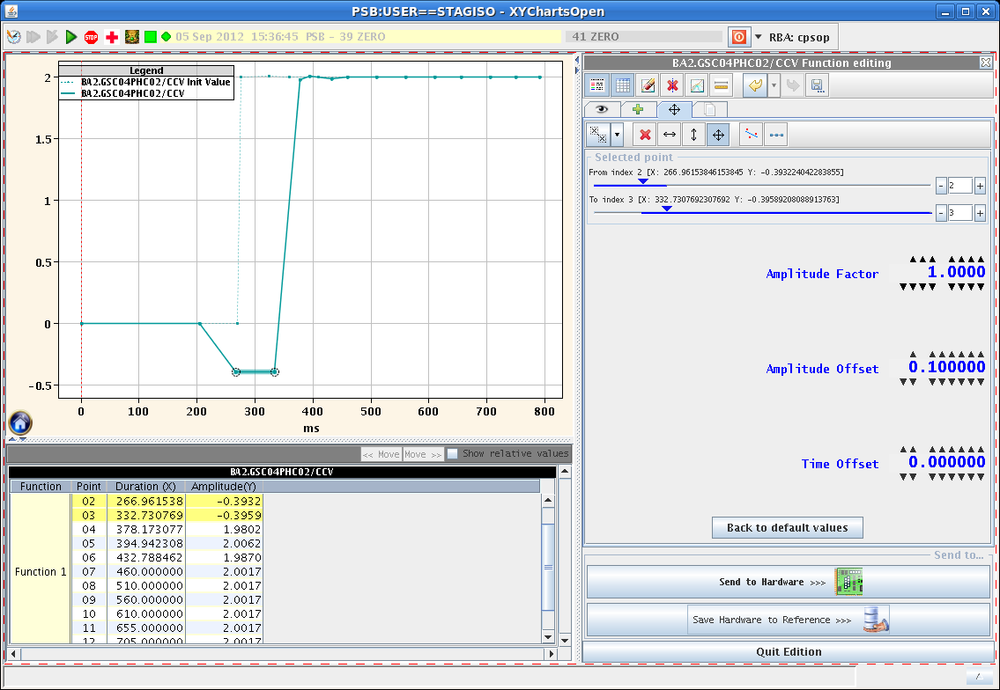 PSB:USER==STAGISO - XYChartsOpen
STOP 05 Sep 2012 15:36:45 PSB - 39 ZERO 41 ZERO RBA: cpsop
Legend
BA2.GSC04PHC02/CCV Init Value
BA2.GSC04PHC02/CCV
2
1.5
1
0.5
0
-0.5
0 100 200 300 400 500 600 700 800
ms
<< Move Move >> Show relative values
BA2.GSC04PHC02/CCV
Function Point Duration (X) Amplitude(Y)
Function 1
02 266.961538 -0.3932
03 332.730769 -0.3959
04 378.173077 1.9802
05 394.942308 2.0062
06 432.788462 1.9870
07 460.000000 2.0017
08 510.000000 2.0017
09 560.000000 2.0017
10 610.000000 2.0017
11 655.000000 2.0017
12 705.000000 2.0017
BA2.GSC04PHC02/CCV Function editing
Selected point
From index 2 [X: 266.96153846153845 Y: -0.393224042283855]
- 2 +
To index 3 [X: 332.7307692307692 Y: -0.39589208088913763]
- 3 +
Amplitude Factor 1.0000
Amplitude Offset 0.100000
Time Offset 0.000000
Back to default values
Send to...
Send to Hardware >>>
Save Hardware to Reference >>>
Quit Edition